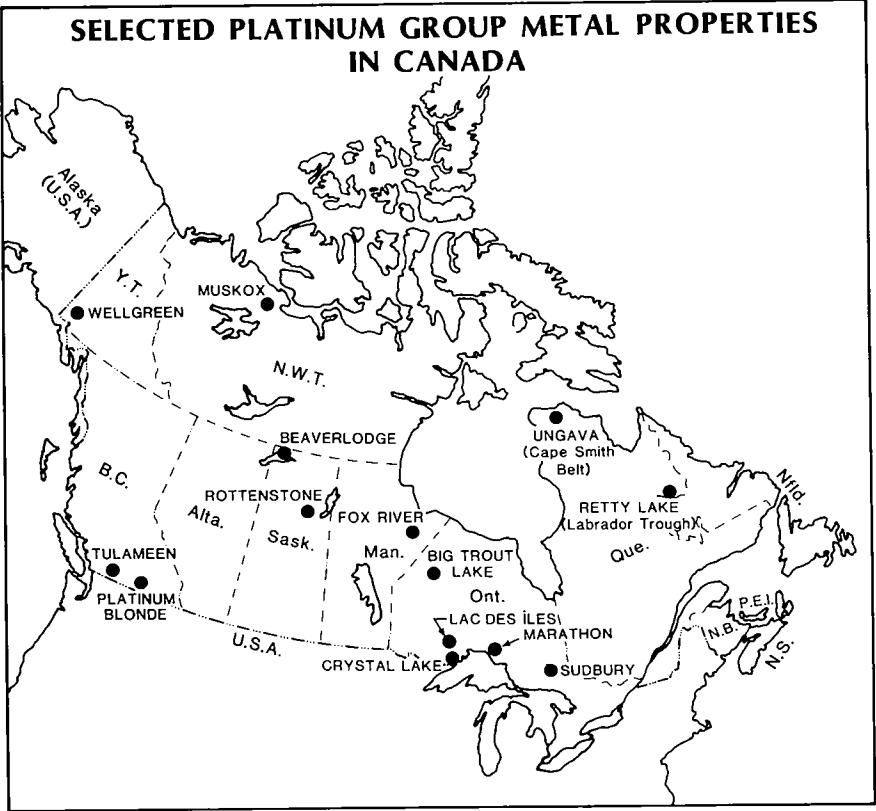 SELECTED PLATINUM GROUP METAL PROPERTIES
IN CANADA
Alaska
(U.S.A.)
Y.T.
WELLGREEN
MUSKOX
N.W.T.
BEAVERLODGE
UNGAVA
(Cape Smith
Belt)
B.C.
ROTTENSTONE
Alta.
Sask.
FOX RIVER
Man.
RETTY LAKE
(Labrador Trough)
Nfld.
Que.
TULAMEEN
PLATINUM
BLONDE
BIG TROUT
LAKE
Ont.
LAC DES ÎLES
MARATHON
P.E.I.
N.B.
N.S.
U.S.A.
CRYSTAL LAKE
SUDBURY